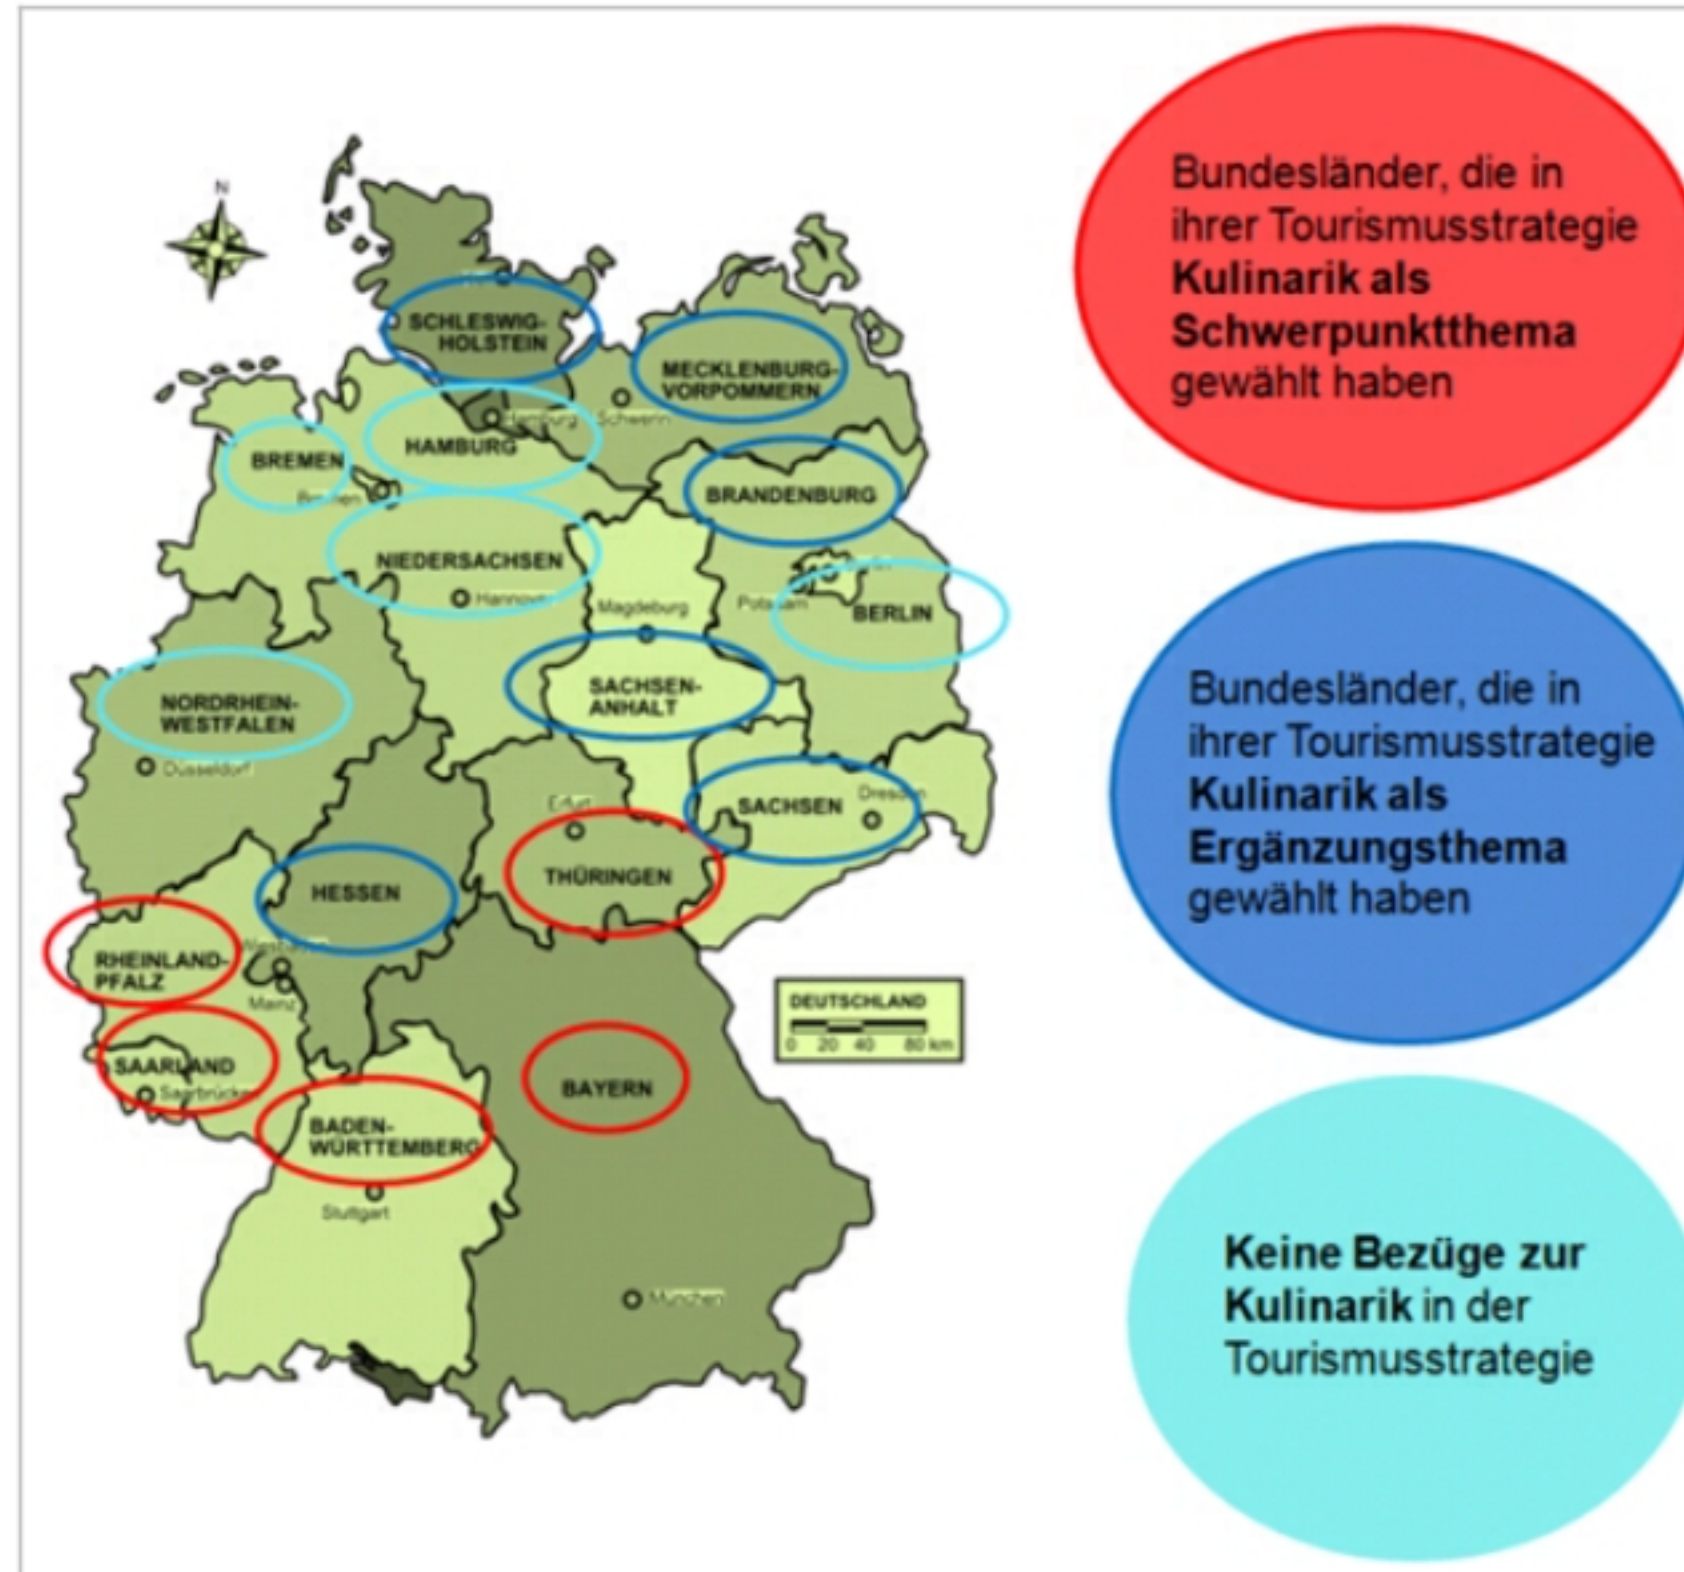 N
SCHLESWIG-
HOLSTEIN
MECKLENBURG-
VORPOMMERN
Hamburg
Schwerin
HAMBURG
BREMEN
Bremen
BRANDENBURG
NIEDERSACHSEN
Hannover
Magdeburg
Berlin
Potsdam
BERLIN
SACHSEN-
ANHALT
NORDRHEIN-
WESTFALEN
Düsseldorf
Erfurt
SACHSEN
Dresden
THÜRINGEN
HESSEN
Wiesbaden
RHEINLAND-
PFALZ
Mainz
SAARLAND
Saarbrücken
BADEN-
WÜRTTEMBERG
Stuttgart
BAYERN
München
DEUTSCHLAND
0 20 40 80 km
Bundesländer, die in
ihrer Tourismusstrategie
Kulinarik als
Schwerpunktthema
gewählt haben
Bundesländer, die in
ihrer Tourismusstrategie
Kulinarik als
Ergänzungsthema
gewählt haben
Keine Bezüge zur
Kulinarik in der
Tourismusstrategie